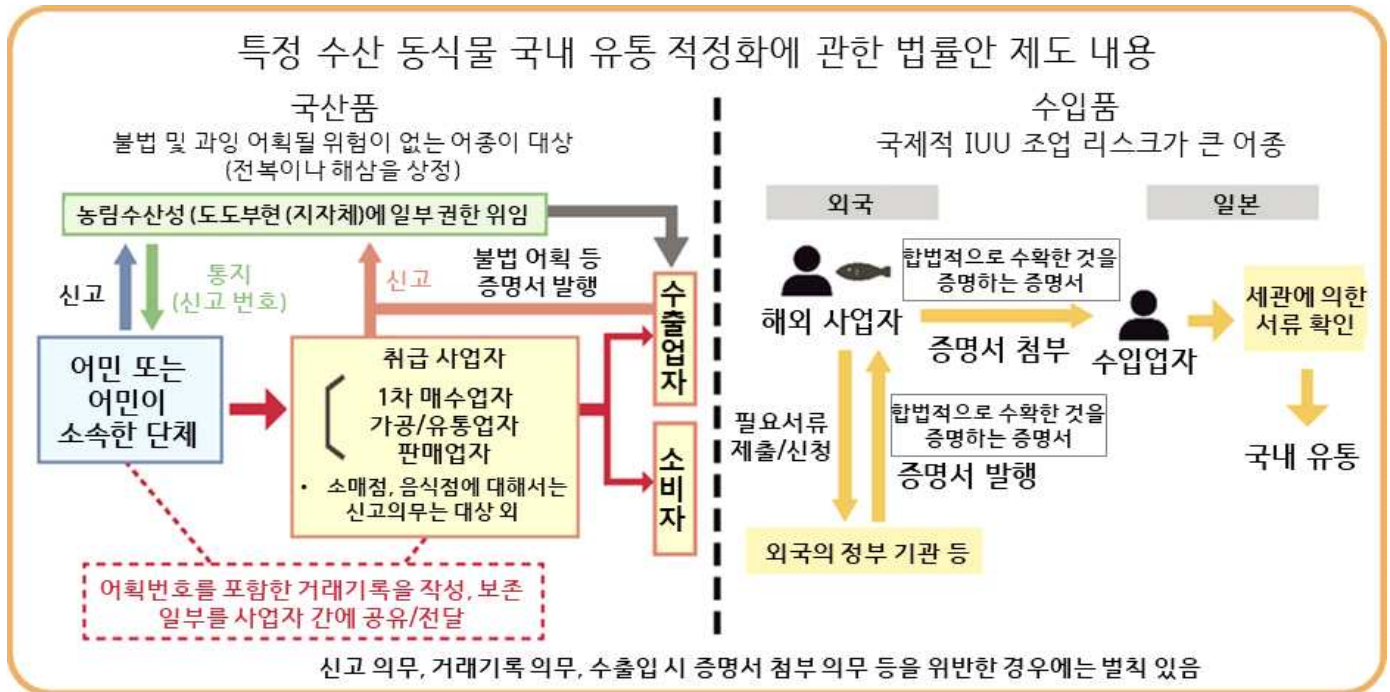 특정 수산 동식물 국내 유통 적정화에 관한 법률안 제도 내용
국산품
불법 및 과잉 어획될 위험이 없는 어종이 대상
(전복이나 해삼을 상정)
농림수산성 (도도부현 (지자체)에 일부 권한 위임
신고
통지
(신고 번호)
신고
불법 어획 등
증명서 발행
수출업자
어민 또는
어민이
소속한 단체
취급 사업자
1차 매수업자
가공/유통업자
판매업자
• 소매점, 음식점에 대해서는
신고의무는 대상 외
소비자
어획번호를 포함한 거래기록을 작성, 보존
일부를 사업자 간에 공유/전달
수입품
국제적 IUU 조업 리스크가 큰 어종
외국
일본
합법적으로 수확한 것을
증명하는 증명서
해외 사업자
증명서 첨부
수입업자
세관에 의한
서류 확인
필요서류
제출/신청
합법적으로 수확한 것을
증명하는 증명서
증명서 발행
국내 유통
외국의 정부 기관 등
신고 의무, 거래기록 의무, 수출입 시 증명서 첨부 의무 등을 위반한 경우에는 벌칙 있음